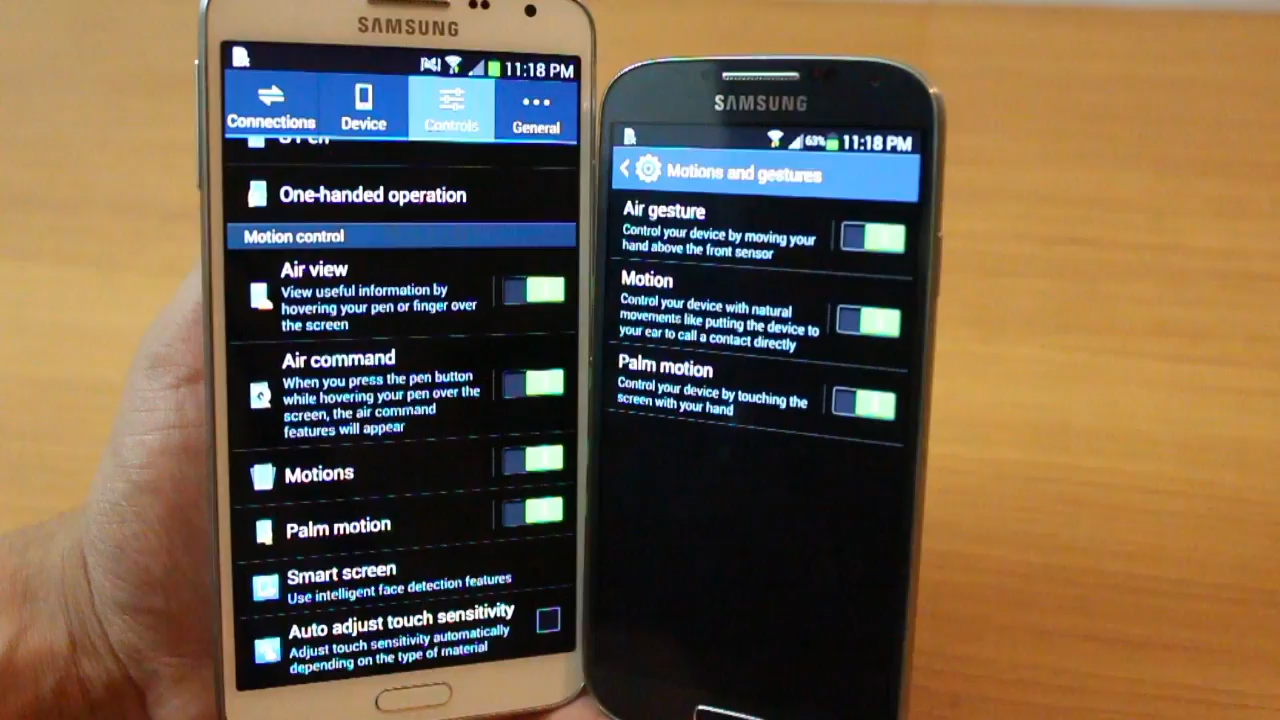 SAMSUNG
11:18 PM
Connections
Device
Controls
General
One-handed operation
Motion control
Air view
View useful information by
hovering your pen or finger over
the screen
Air command
When you press the pen button
while hovering your pen over the
screen, the air command
features will appear
Motions
Palm motion
Smart screen
Use intelligent face detection features
Auto adjust touch sensitivity
Adjust touch sensitivity automatically
depending on the type of material
SAMSUNG
63% 11:18 PM
Motions and gestures
Air gesture
Control your device by moving your
hand above the front sensor
Motion
Control your device with natural
movements like putting the device to
your ear to call a contact directly
Palm motion
Control your device by touching the
screen with your hand